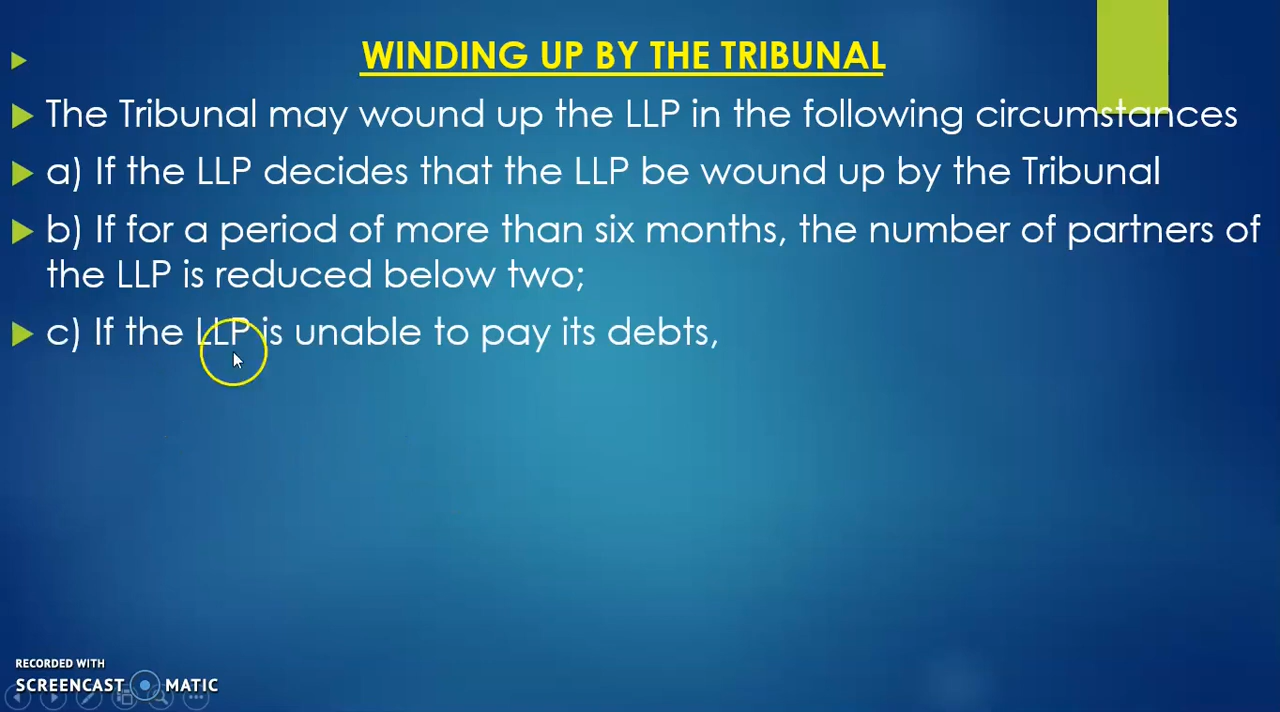 WINDING UP BY THE TRIBUNAL
The Tribunal may wound up the LLP in the following circumstances
a) If the LLP decides that the LLP be wound up by the Tribunal
b) If for a period of more than six months, the number of partners of
the LLP is reduced below two;
c) If the LLP is unable to pay its debts,
RECORDED WITH
SCREENCAST MATIC